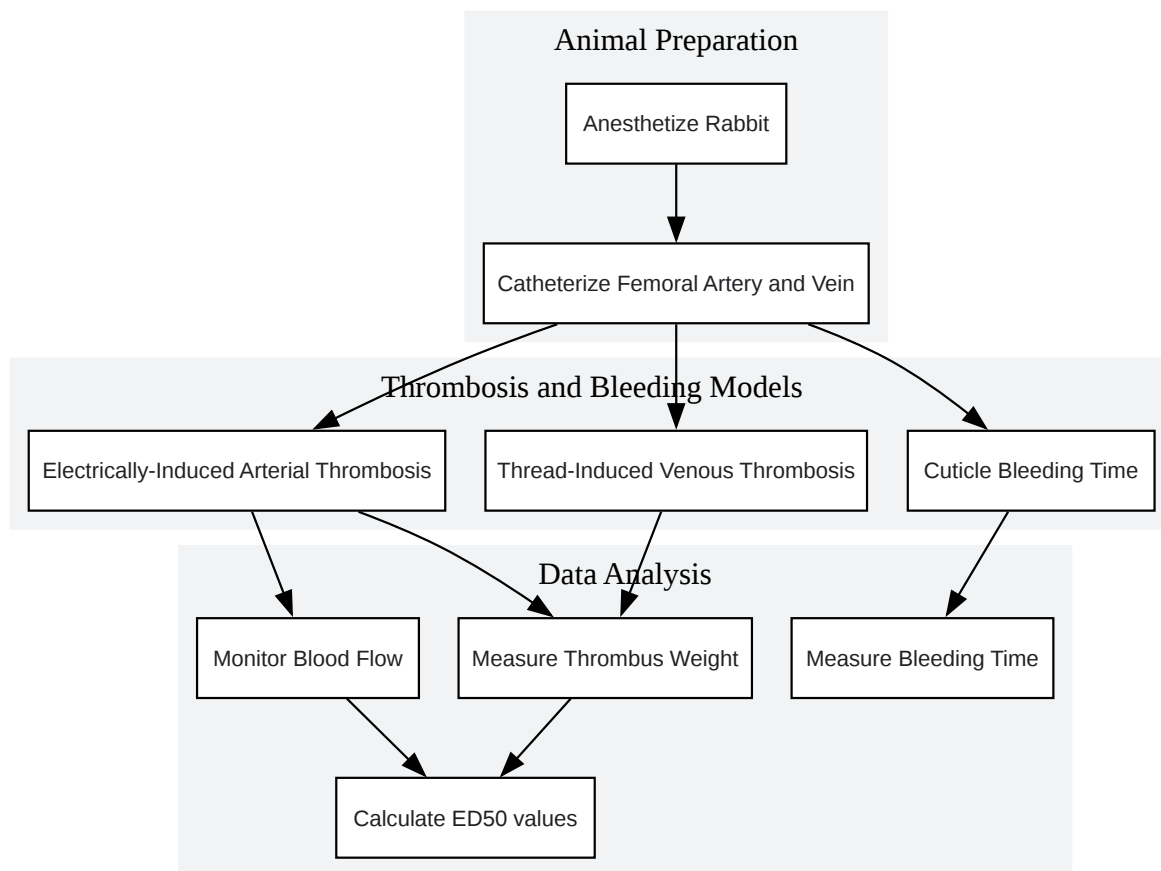 Animal Preparation
Anesthetize Rabbit
Catheterize Femoral Artery and Vein
Thrombosis and Bleeding Models
Electrically-Induced Arterial Thrombosis
Thread-Induced Venous Thrombosis
Cuticle Bleeding Time
Data Analysis
Monitor Blood Flow
Measure Thrombus Weight
Measure Bleeding Time
Calculate ED50 values